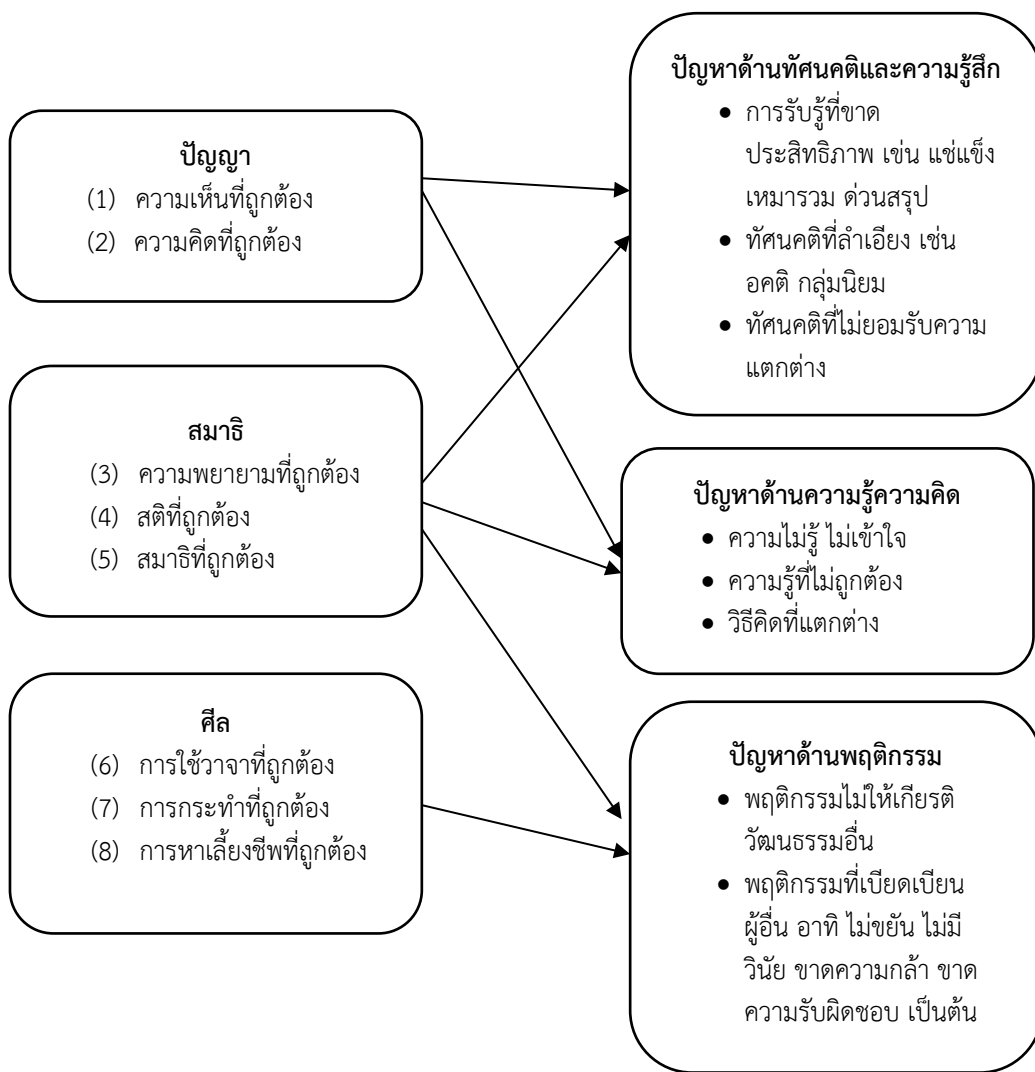 ปัญญา
(1) ความเห็นที่ถูกต้อง
(2) ความคิดที่ถูกต้อง
สมาธิ
(3) ความพยายามที่ถูกต้อง
(4) สติที่ถูกต้อง
(5) สมาธิที่ถูกต้อง
ศีล
(6) การใช้วาจาที่ถูกต้อง
(7) การกระทำที่ถูกต้อง
(8) การหาเลี้ยงชีพที่ถูกต้อง
ปัญหาด้านทัศนคติและความรู้สึก
● การรับรู้ที่ขาด
ประสิทธิภาพ เช่น แช่แข็ง
เหมารวม ด่วนสรุป
● ทัศนคติที่ลำเอียง เช่น
อคติ กลุ่มนิยม
● ทัศนคติที่ไม่ยอมรับความ
แตกต่าง
ปัญหาด้านความรู้ความคิด
● ความไม่รู้ ไม่เข้าใจ
● ความรู้ที่ไม่ถูกต้อง
● วิธีคิดที่แตกต่าง
ปัญหาด้านพฤติกรรม
● พฤติกรรมไม่ให้เกียรติ
วัฒนธรรมอื่น
● พฤติกรรมที่เบียดเบียน
ผู้อื่น อาทิ ไม่ขยัน ไม่มี
วินัย ขาดความกล้า ขาด
ความรับผิดชอบ เป็นต้น